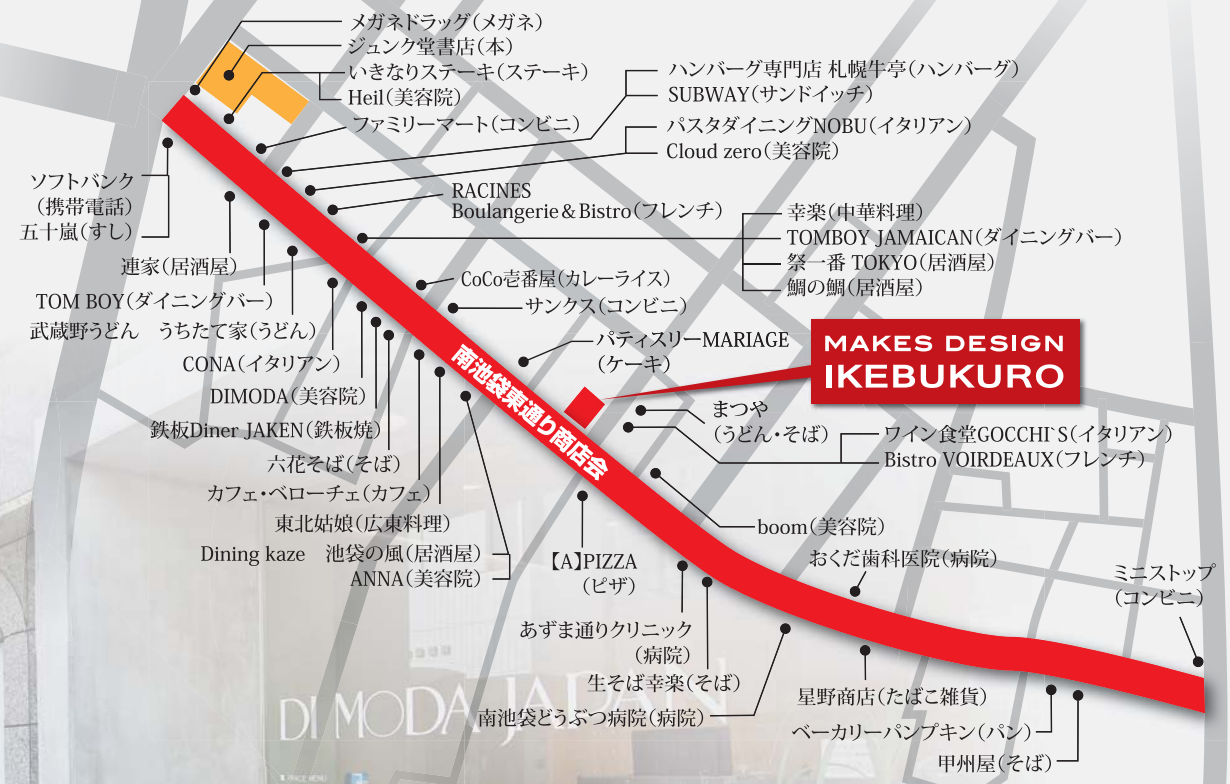 メガネドラッグ(メガネ)
ジュンク堂書店(本)
いきなりステーキ(ステーキ)
Heil(美容院)
ファミリーマート(コンビニ)
ハンバーグ専門店 札幌牛亭(ハンバーグ)
SUBWAY(サンドイッチ)
パスタダイニングNOBU(イタリアン)
Cloud zero(美容院)
RACINES
Boulangerie&Bistro(フレンチ)
幸楽(中華料理)
TOMBOY JAMAICAN(ダイニングバー)
祭一番 TOKYO(居酒屋)
鯛の鯛(居酒屋)
CoCo壱番屋(カレーライス)
サンクス(コンビニ)
パティスリーMARIAGE
(ケーキ)
MAKES DESIGN
IKEBUKURO
まつや
(うどん・そば)
ワイン食堂GOCCHI`S(イタリアン)
Bistro VOIRDEAUX(フレンチ)
boom(美容院)
おくだ歯科医院(病院)
ミニストップ
(コンビニ)
南池袋東通り商店会
ソフトバンク
(携帯電話)
五十嵐(すし)
連家(居酒屋)
TOM BOY(ダイニングバー)
武蔵野うどん うちたて家(うどん)
CONA(イタリアン)
DIMODA(美容院)
鉄板Diner JAKEN(鉄板焼)
六花そば(そば)
カフェ・ベローチェ(カフェ)
東北姑娘(広東料理)
Dining kaze 池袋の風(居酒屋)
ANNA(美容院)
【A】PIZZA
(ピザ)
あずま通りクリニック
(病院)
生そば幸楽(そば)
南池袋どうぶつ病院(病院)
星野商店(たばこ雑貨)
ベーカリーパンプキン(パン)
甲州屋(そば)
DI MODA JAPAN
PRICE MENU